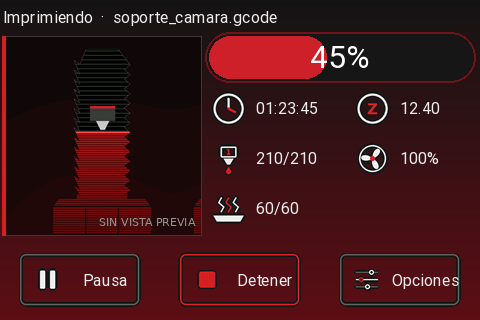 Imprimiendo · soporte_camara.gcode
45%
01:23:45
Z 12.40
1 210/210
100%
60/60
SIN VISTA PREVIA
Pausa
Detener
Opciones